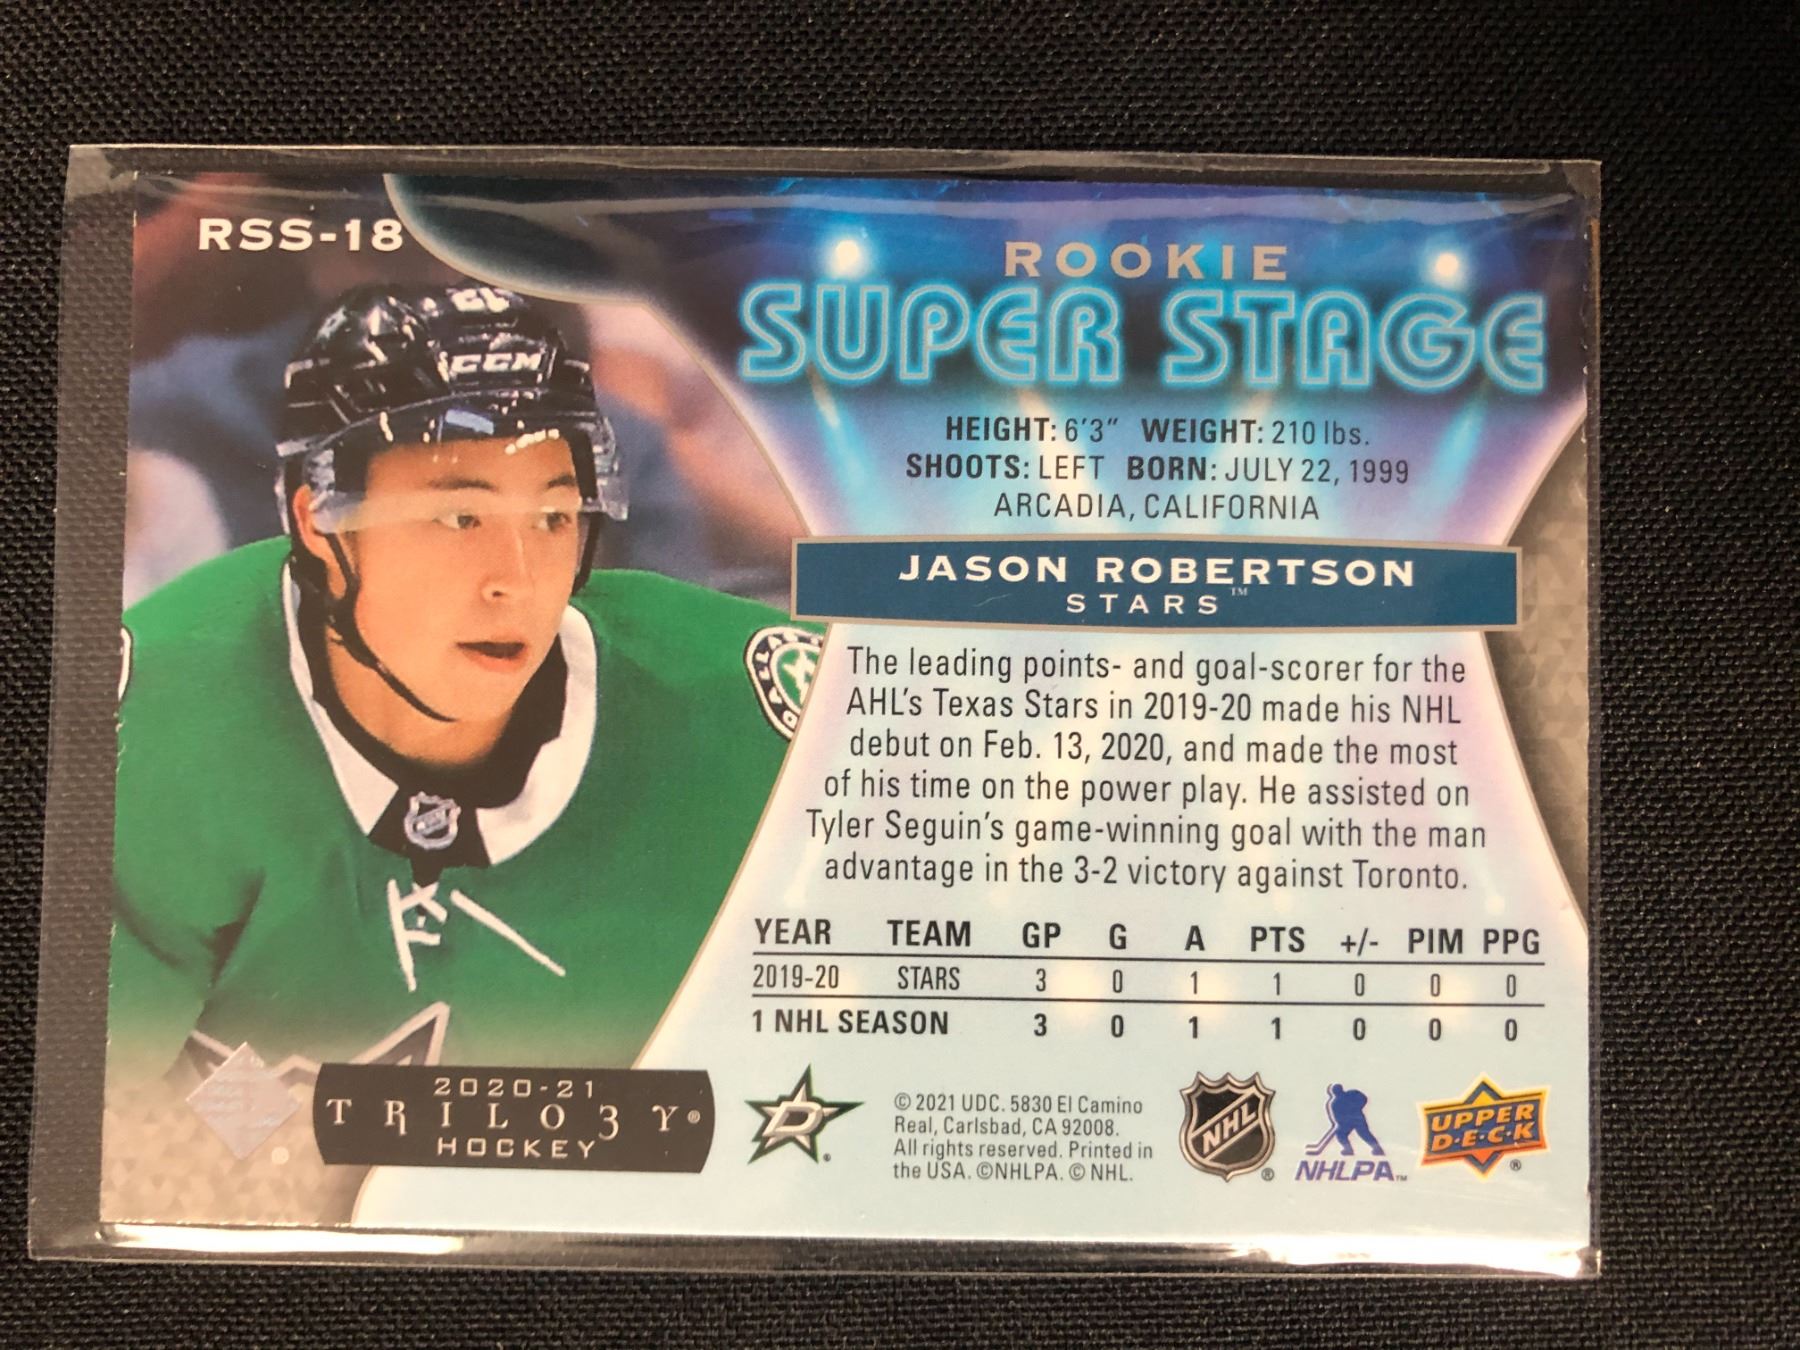 RSS-18
ROOKIE
SUPER STAGE
HEIGHT: 6'3" WEIGHT: 210 lbs.
SHOOTS: LEFT BORN: JULY 22, 1999
ARCADIA, CALIFORNIA
JASON ROBERTSON
STARS™
The leading points- and goal-scorer for the
AHL's Texas Stars in 2019-20 made his NHL
debut on Feb. 13, 2020, and made the most
of his time on the power play. He assisted on
Tyler Seguin's game-winning goal with the man
advantage in the 3-2 victory against Toronto.
YEAR TEAM GP G A PTS +/- PIM PPG
2019-20 STARS 3 0 1 1 0 0 0
1 NHL SEASON 3 0 1 1 0 0 0
CCM
2020-21
TRILO3Y®
HOCKEY
D®
© 2021 UDC. 5830 El Camino
Real, Carlsbad, CA 92008.
All rights reserved. Printed in
the USA. ©NHLPA. © NHL.
NHL®
NHLPA™
UPPER
D·E·C·K®